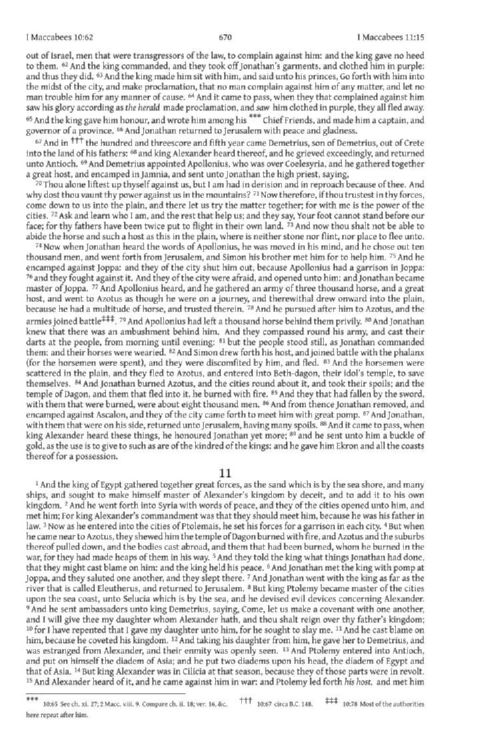 I Maccabees 10:62 670 I Maccabees 11:15
out of Israel, men that were transgressors of the law, to complain against him: and the king gave no heed
to them. 62 And the king commanded, and they took off Jonathan's garments, and clothed him in purple:
and thus they did. 63 And the king made him sit with him, and said unto his princes, Go forth with him into
the midst of the city, and make proclamation, that no man complain against him of any matter, and let no
man trouble him for any manner of cause. 64 And it came to pass, when they that complained against him
saw his glory according as the herald made proclamation, and saw him clothed in purple, they all fled away.
65 And the king gave him honour, and wrote him among his *** Chief Friends, and made him a captain, and
governor of a province. 66 And Jonathan returned to Jerusalem with peace and gladness.
67 And in ††† the hundred and threescore and fifth year came Demetrius, son of Demetrius, out of Crete
into the land of his fathers: 68 and king Alexander heard thereof, and he grieved exceedingly, and returned
unto Antioch. 69 And Demetrius appointed Apollonius, who was over Coelesyria, and he gathered together
a great host, and encamped in Jamnia, and sent unto Jonathan the high priest, saying,
70 Thou alone liftest up thyself against us, but I am had in derision and in reproach because of thee. And
why dost thou vaunt thy power against us in the mountains? 71 Now therefore, if thou trustest in thy forces,
come down to us into the plain, and there let us try the matter together; for with me is the power of the
cities. 72 Ask and learn who I am, and the rest that help us; and they say, Your foot cannot stand before our
face; for thy fathers have been twice put to flight in their own land. 73 And now thou shalt not be able to
abide the horse and such a host as this in the plain, where is neither stone nor flint, nor place to flee unto.
74 Now when Jonathan heard the words of Apollonius, he was moved in his mind, and he chose out ten
thousand men, and went forth from Jerusalem, and Simon his brother met him for to help him. 75 And he
encamped against Joppa: and they of the city shut him out, because Apollonius had a garrison in Joppa:
76 and they fought against it. And they of the city were afraid, and opened unto him: and Jonathan became
master of Joppa. 77 And Apollonius heard, and he gathered an army of three thousand horse, and a great
host, and went to Azotus as though he were on a journey, and therewithal drew onward into the plain,
because he had a multitude of horse, and trusted therein. 78 And he pursued after him to Azotus, and the
armies joined battle‡‡‡. 79 And Apollonius had left a thousand horse behind them privily. 80 And Jonathan
knew that there was an ambushment behind him. And they compassed round his army, and cast their
darts at the people, from morning until evening: 81 but the people stood still, as Jonathan commanded
them: and their horses were wearied. 82 And Simon drew forth his host, and joined battle with the phalanx
(for the horsemen were spent), and they were discomfited by him, and fled. 83 And the horsemen were
scattered in the plain, and they fled to Azotus, and entered into Beth-dagon, their idol's temple, to save
themselves. 84 And Jonathan burned Azotus, and the cities round about it, and took their spoils; and the
temple of Dagon, and them that fled into it, he burned with fire. 85 And they that had fallen by the sword,
with them that were burned, were about eight thousand men. 86 And from thence Jonathan removed, and
encamped against Ascalon, and they of the city came forth to meet him with great pomp. 87 And Jonathan,
with them that were on his side, returned unto Jerusalem, having many spoils. 88 And it came to pass, when
king Alexander heard these things, he honoured Jonathan yet more; 89 and he sent unto him a buckle of
gold, as the use is to give to such as are of the kindred of the kings: and he gave him Ekron and all the coasts
thereof for a possession.
11
1 And the king of Egypt gathered together great forces, as the sand which is by the sea shore, and many
ships, and sought to make himself master of Alexander's kingdom by deceit, and to add it to his own
kingdom. 2 And he went forth into Syria with words of peace, and they of the cities opened unto him, and
met him; For king Alexander's commandment was that they should meet him, because he was his father in
law. 3 Now as he entered into the cities of Ptolemais, he set his forces for a garrison in each city. 4 But when
he came near to Azotus, they shewed him the temple of Dagon burned with fire, and Azotus and the suburbs
thereof pulled down, and the bodies cast abroad, and them that had been burned, whom he burned in the
war, for they had made heaps of them in his way. 5 And they told the king what things Jonathan had done,
that they might cast blame on him: and the king held his peace. 6 And Jonathan met the king with pomp at
Joppa, and they saluted one another, and they slept there. 7 And Jonathan went with the king as far as the
river that is called Eleutherus, and returned to Jerusalem. 8 But king Ptolemy became master of the cities
upon the sea coast, unto Selucia which is by the sea, and he devised evil devices concerning Alexander.
9 And he sent ambassadors unto king Demetrius, saying, Come, let us make a covenant with one another,
and I will give thee my daughter whom Alexander hath, and thou shalt reign over thy father's kingdom;
10 for I have repented that I gave my daughter unto him, for he sought to slay me. 11 And he cast blame on
him, because he coveted his kingdom. 12 And taking his daughter from him, he gave her to Demetrius, and
was estranged from Alexander, and their enmity was openly seen. 13 And Ptolemy entered into Antioch,
and put on himself the diadem of Asia; and he put two diadems upon his head, the diadem of Egypt and
that of Asia. 14 But king Alexander was in Cilicia at that season, because they of those parts were in revolt.
15 And Alexander heard of it, and he came against him in war: and Ptolemy led forth his host, and met him
*** 10:65 See ch. xi. 27; 2 Macc. viii. 9. Compare ch. ii. 18; ver. 16, &c. ††† 10:67 circa B.C. 148. ‡‡‡ 10:78 Most of the authorities
here repeat after him.